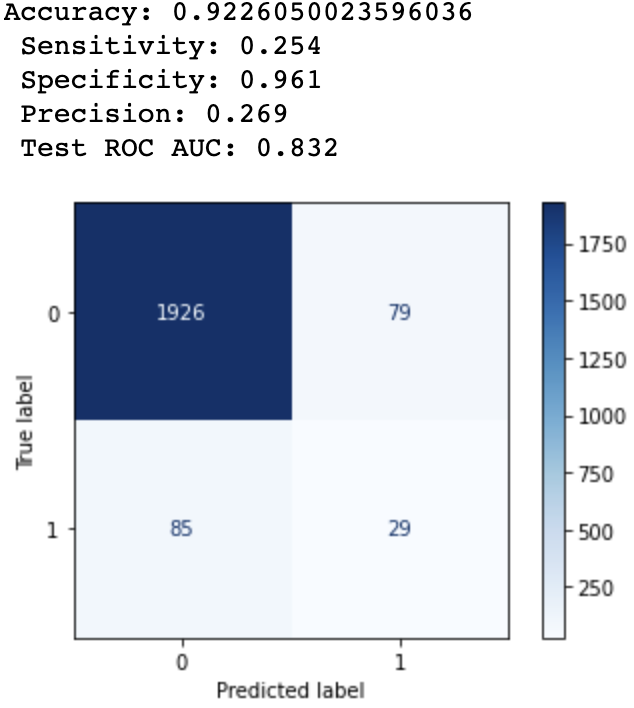 Accuracy: 0.9226050023596036
Sensitivity: 0.254
Specificity: 0.961
Precision: 0.269
Test ROC AUC: 0.832
1926 79
85 29
0
1
True label
0 1
Predicted label
1750
1500
1250
1000
750
500
250